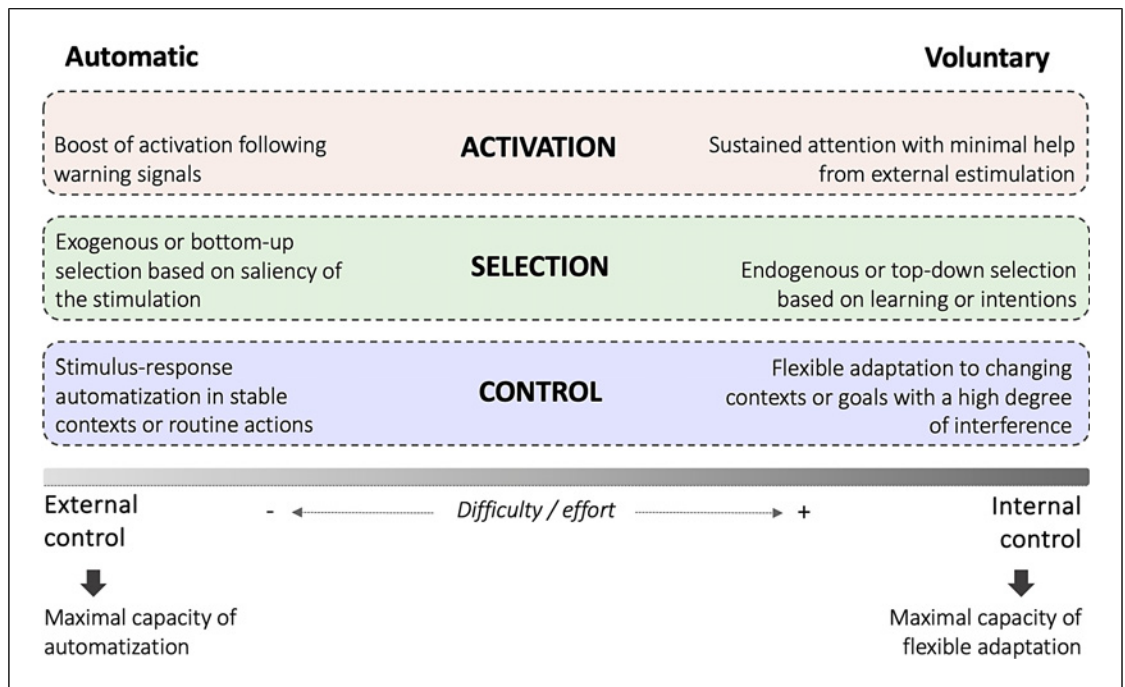 Automatic
Voluntary
Boost of activation following
warning signals
ACTIVATION
Sustained attention with minimal help
from external estimulation
Exogenous or bottom-up
selection based on saliency of
the stimulation
SELECTION
Endogenous or top-down selection
based on learning or intentions
Stimulus-response
automatization in stable
contexts or routine actions
CONTROL
Flexible adaptation to changing
contexts or goals with a high degree
of interference
External
control
- Difficulty / effort +
Internal
control
Maximal capacity of
automatization
Maximal capacity of
flexible adaptation